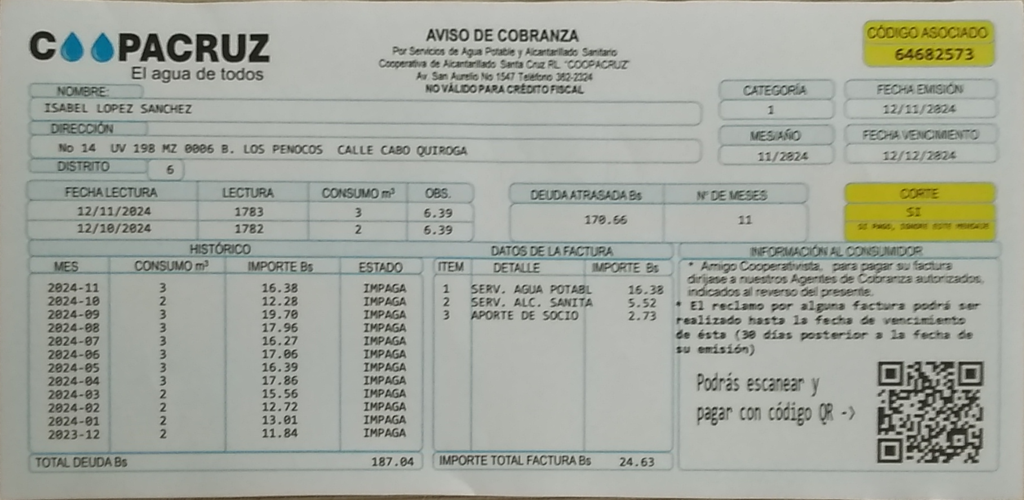 COOPACRUZ
El agua de todos
AVISO DE COBRANZA
Por Servicios de Agua Potable y Alcantarillado Sanitario
Cooperativa de Alcantarillado Santa Cruz RL. "COOPACRUZ"
Av. San Aurelio No 1547 Teléfono 362-2324
NO VÁLIDO PARA CRÉDITO FISCAL
CÓDIGO ASOCIADO
64682573
NOMBRE:
ISABEL LOPEZ SANCHEZ
CATEGORÍA
1
FECHA EMISIÓN
12/11/2024
DIRECCIÓN
No 14 UV 198 MZ 0006 B. LOS PENOCOS CALLE CABO QUIROGA
MES/AÑO
11/2024
FECHA VENCIMIENTO
12/12/2024
DISTRITO 6
FECHA LECTURA LECTURA CONSUMO m³ OBS.
12/11/2024 1783 3 6.39
12/10/2024 1782 2 6.39
DEUDA ATRASADA Bs N° DE MESES
170.66 11
CORTE
SI
SI PAGO, IGNORE ESTE MENSAJE
HISTÓRICO
MES CONSUMO m³ IMPORTE Bs ESTADO
2024-11 3 16.38 IMPAGA
2024-10 2 12.28 IMPAGA
2024-09 3 19.70 IMPAGA
2024-08 3 17.96 IMPAGA
2024-07 3 16.27 IMPAGA
2024-06 3 17.06 IMPAGA
2024-05 3 16.39 IMPAGA
2024-04 3 17.86 IMPAGA
2024-03 2 15.56 IMPAGA
2024-02 2 12.72 IMPAGA
2024-01 2 13.01 IMPAGA
2023-12 2 11.84 IMPAGA
TOTAL DEUDA Bs 187.04
DATOS DE LA FACTURA
ITEM DETALLE IMPORTE Bs
1 SERV. AGUA POTABL 16.38
2 SERV. ALC. SANITA 5.52
3 APORTE DE SOCIO 2.73
IMPORTE TOTAL FACTURA Bs 24.63
INFORMACIÓN AL CONSUMIDOR
* Amigo Cooperativista, para pagar su factura
diríjase a nuestros Agentes de Cobranza autorizados,
indicados al reverso del presente.
* El reclamo por alguna factura podrá ser
realizado hasta la fecha de vencimiento
de ésta (30 días posterior a la fecha de
su emisión)
Podrás escanear y
pagar con código QR ->